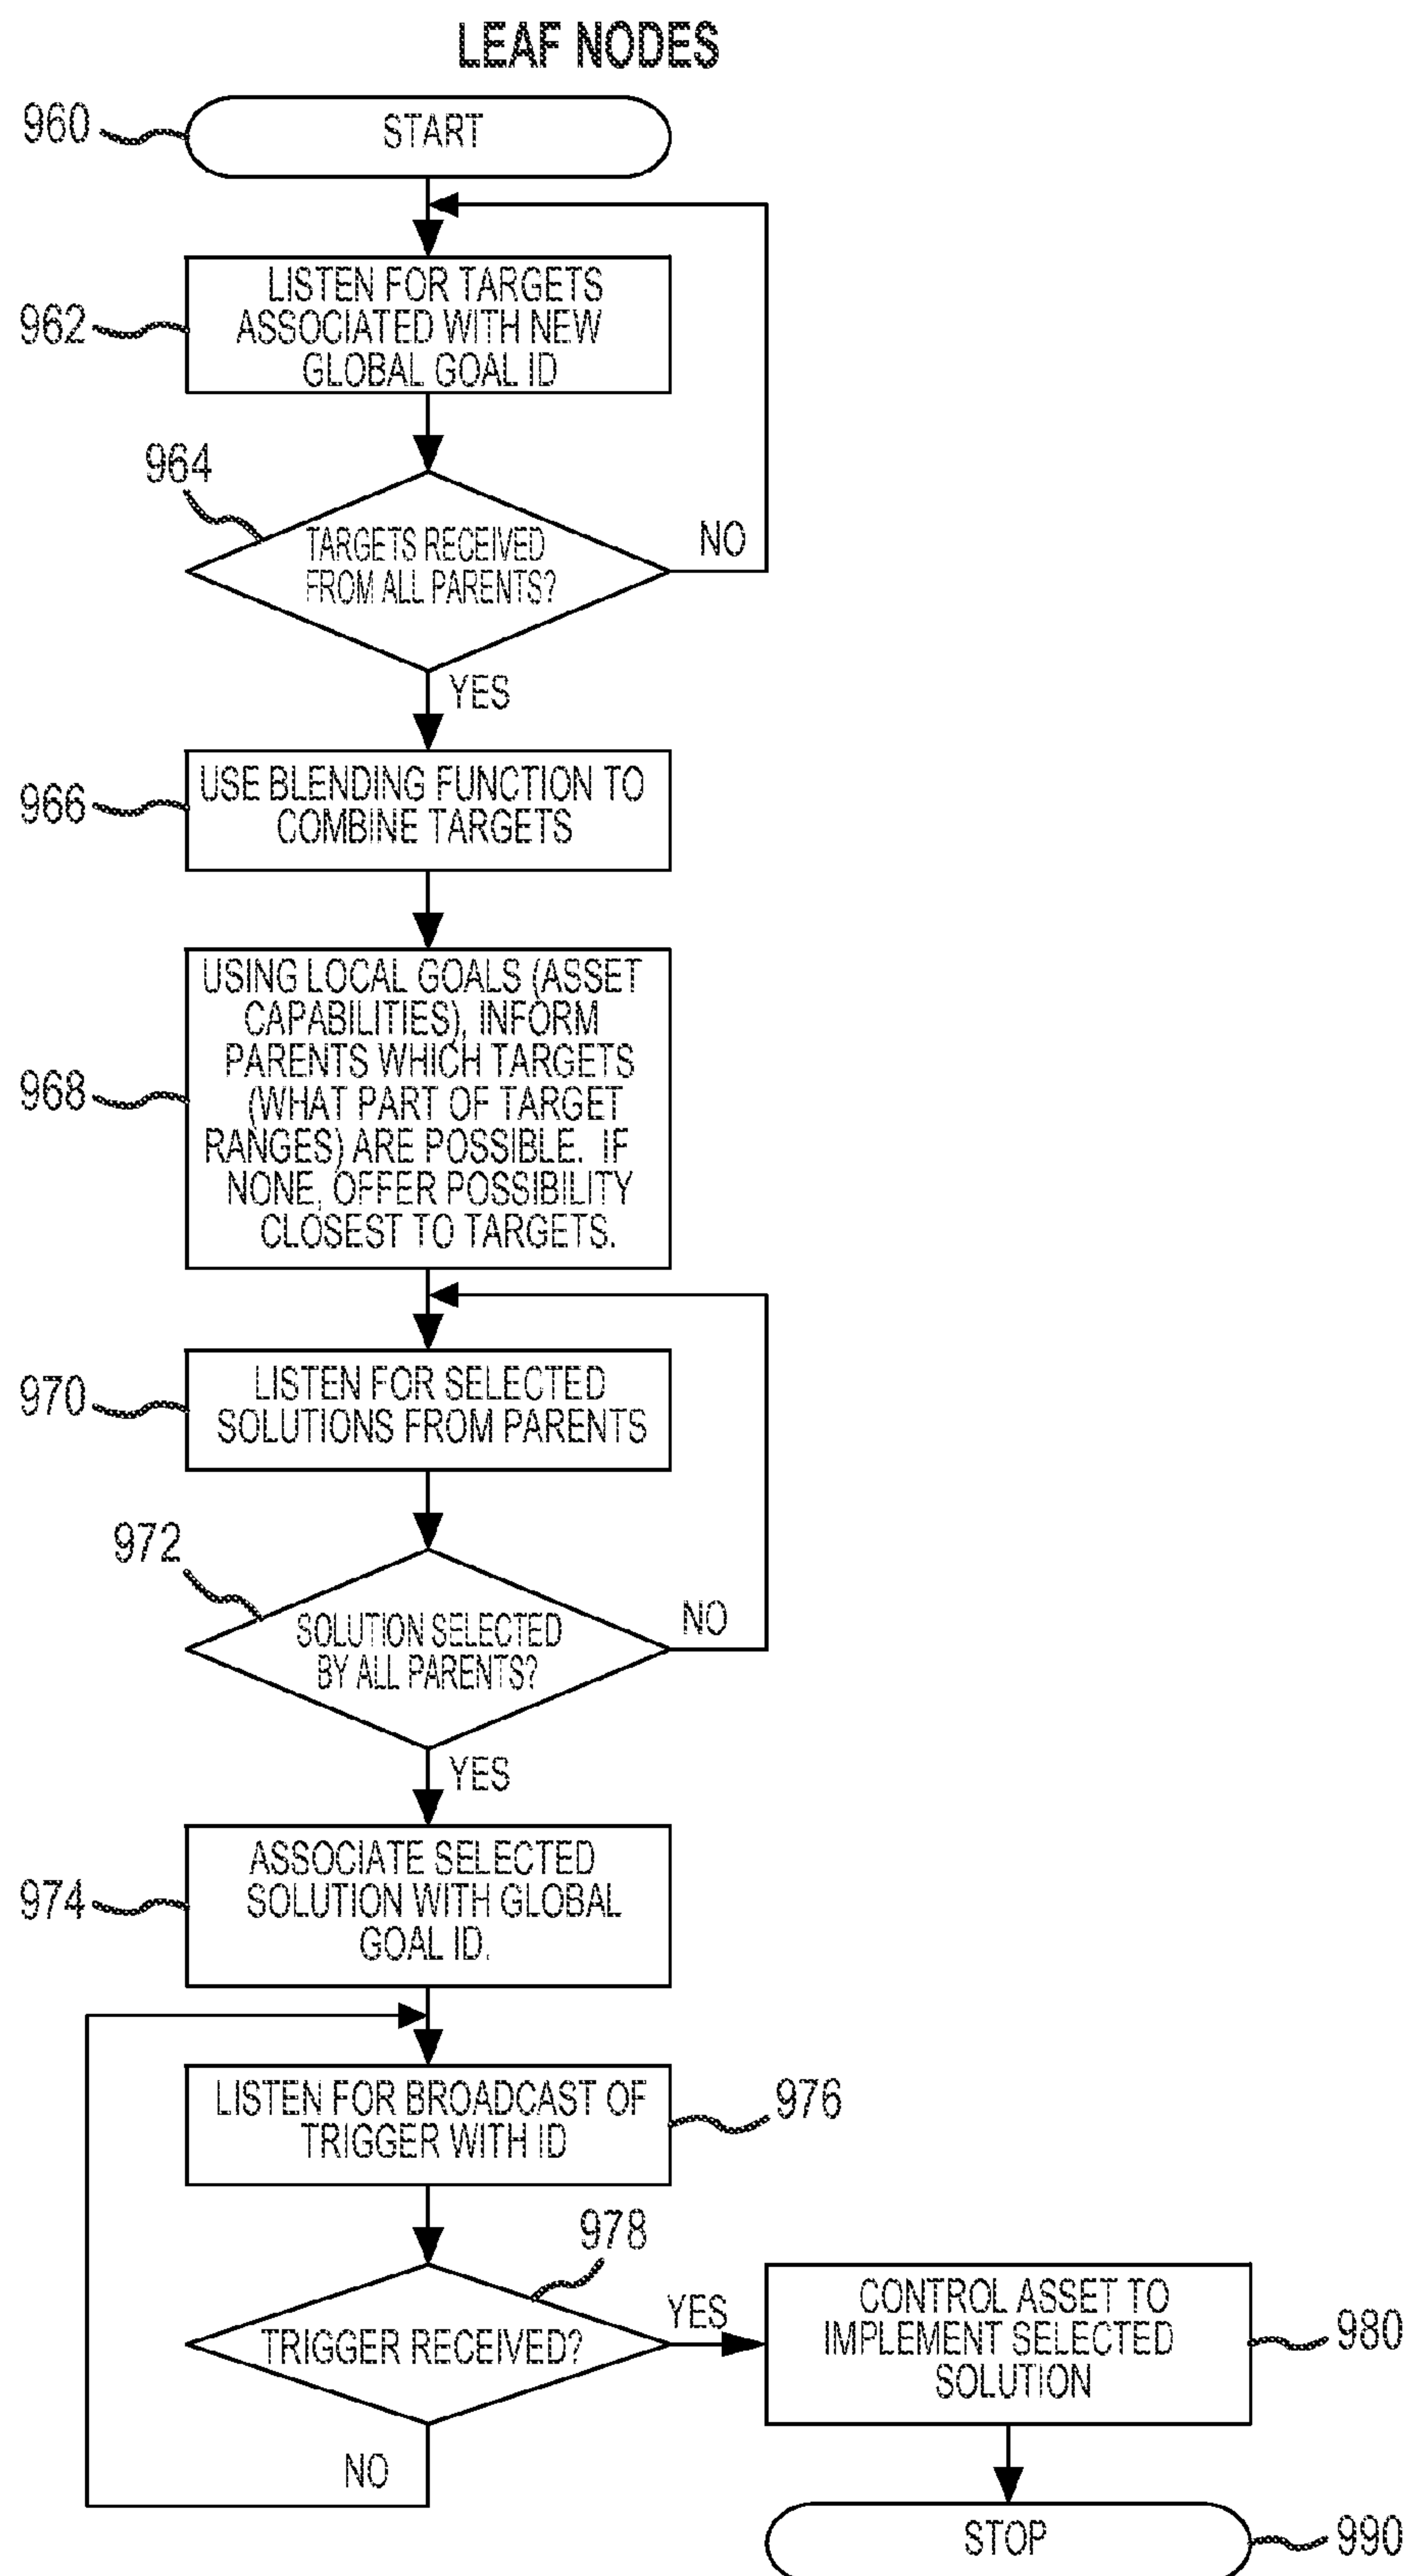 LEAF NODES
960
START
962
LISTEN FOR TARGETS
ASSOCIATED WITH NEW
GLOBAL GOAL ID
964
TARGETS RECEIVED
FROM ALL PARENTS?
NO
YES
966
USE BLENDING FUNCTION TO
COMBINE TARGETS
968
USING LOCAL GOALS (ASSET
CAPABILITIES), INFORM
PARENTS WHICH TARGETS
(WHAT PART OF TARGET
RANGES) ARE POSSIBLE. IF
NONE, OFFER POSSIBILITY
CLOSEST TO TARGETS.
970
LISTEN FOR SELECTED
SOLUTIONS FROM PARENTS
972
SOLUTION SELECTED
BY ALL PARENTS?
NO
YES
974
ASSOCIATE SELECTED
SOLUTION WITH GLOBAL
GOAL ID.
LISTEN FOR BROADCAST OF
TRIGGER WITH ID
976
978
TRIGGER RECEIVED?
YES
NO
CONTROL ASSET TO
IMPLEMENT SELECTED
SOLUTION
980
STOP
990